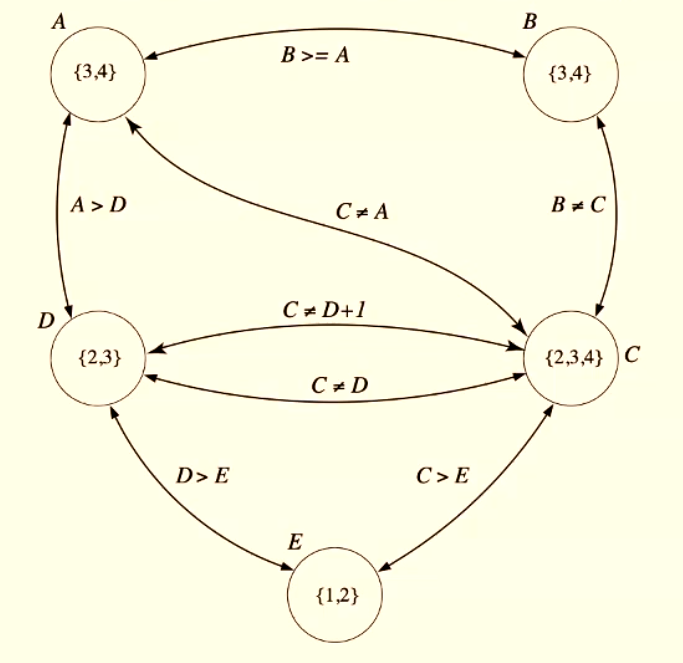 A
B
{3,4}
B >= A
{3,4}
A > D
C ≠ A
B ≠ C
D
C ≠ D+1
{2,3}
{2,3,4}
C
C ≠ D
D > E
C > E
E
{1,2}